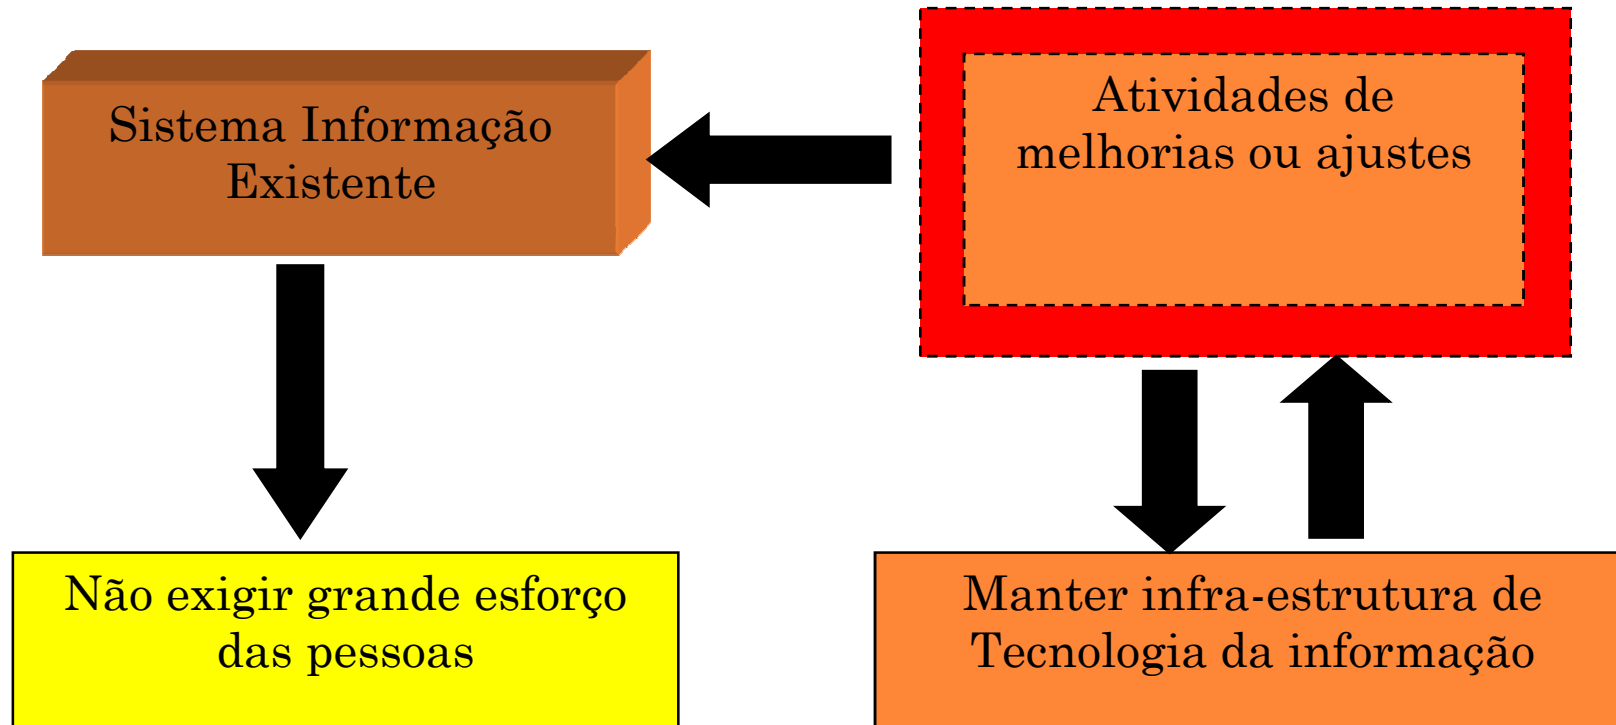 Sistema Informação
Existente
Atividades de
melhorias ou ajustes
Não exigir grande esforço
das pessoas
Manter infra-estrutura de
Tecnologia da informação